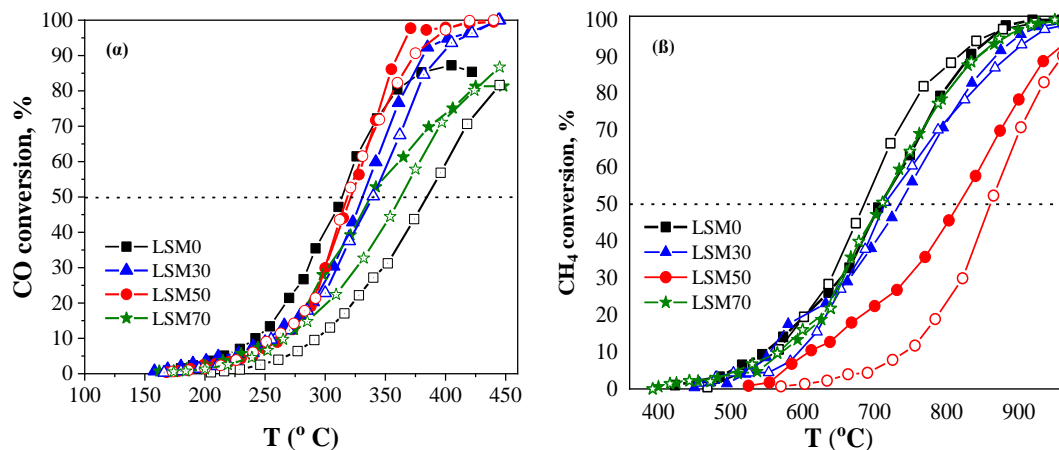 (α)
CO conversion, %
100
90
80
70
60
50
40
30
20
10
0
LSM0
LSM30
LSM50
LSM70
100 150 200 250 300 350 400 450
T (° C)
(ß)
CH₄ conversion, %
100
90
80
70
60
50
40
30
20
10
0
LSM0
LSM30
LSM50
LSM70
400 500 600 700 800 900
T (°C)